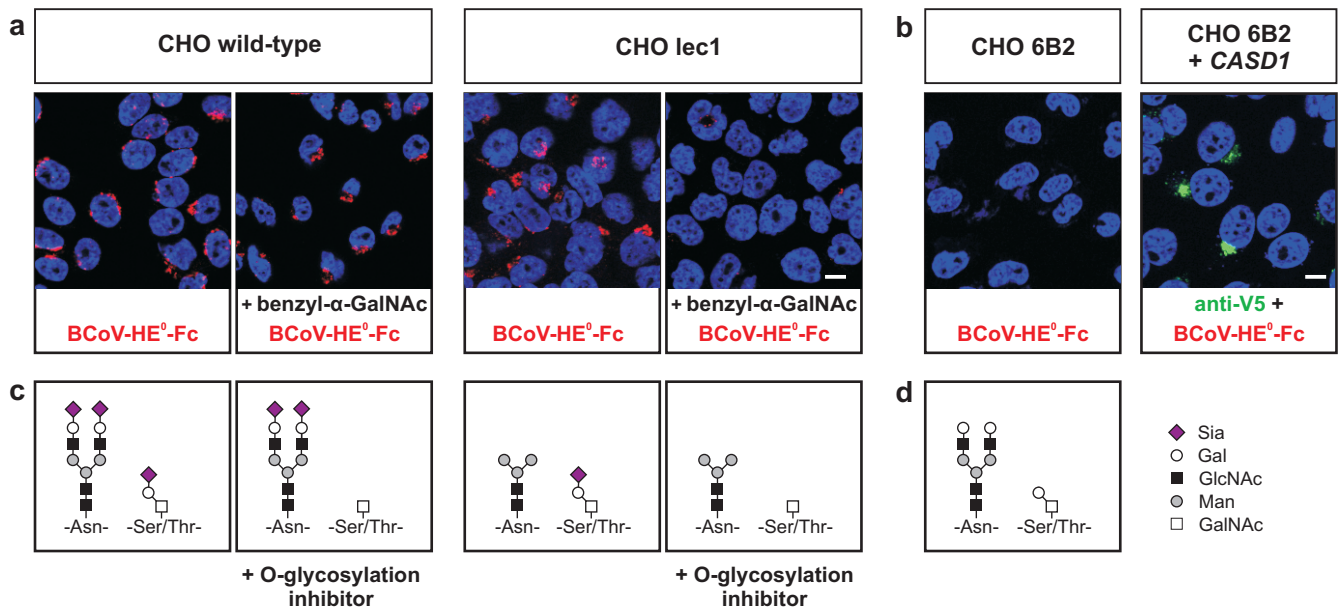 a
CHO wild-type
CHO lec1
b
CHO 6B2
CHO 6B2
+ CASD1
BCoV-HE⁰-Fc
+ benzyl-α-GalNAc
BCoV-HE⁰-Fc
BCoV-HE⁰-Fc
+ benzyl-α-GalNAc
BCoV-HE⁰-Fc
BCoV-HE⁰-Fc
anti-V5 +
BCoV-HE⁰-Fc
c
-Asn- -Ser/Thr-
-Asn- -Ser/Thr-
+ O-glycosylation
inhibitor
-Asn- -Ser/Thr-
-Asn- -Ser/Thr-
+ O-glycosylation
inhibitor
d
-Asn- -Ser/Thr-
Sia
Gal
GlcNAc
Man
GalNAc